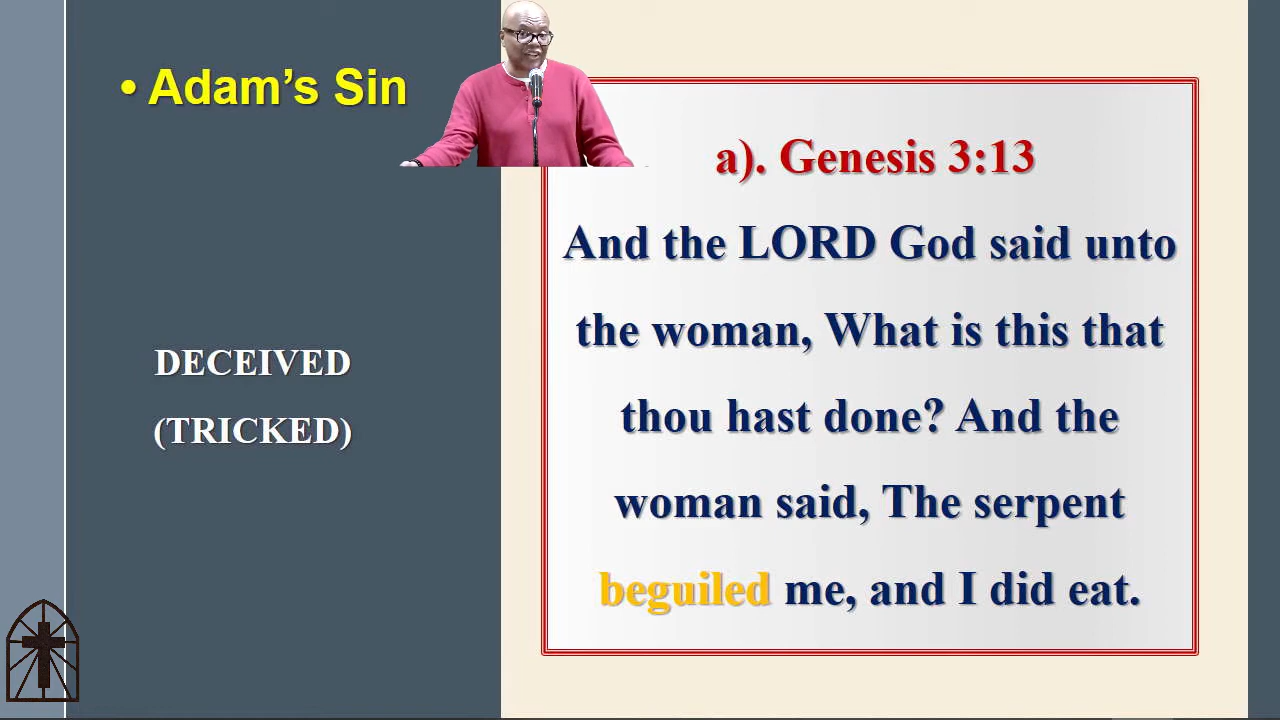 • Adam’s Sin
DECEIVED
(TRICKED)
a). Genesis 3:13
And the LORD God said unto
the woman, What is this that
thou hast done? And the
woman said, The serpent
beguiled me, and I did eat.